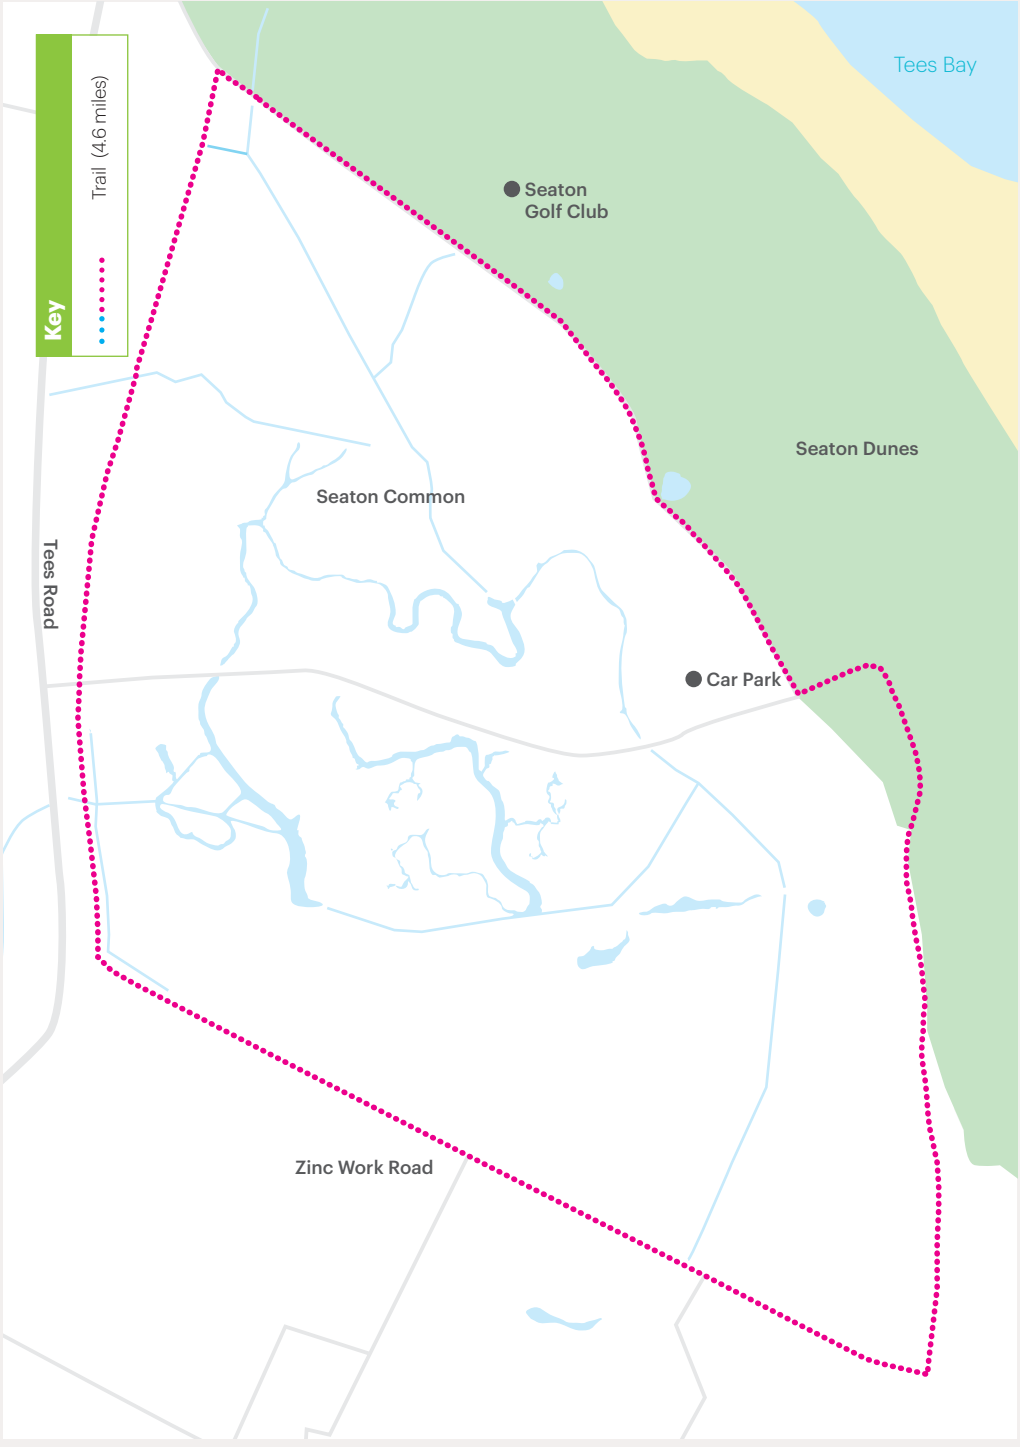 Key
Trail (4.6 miles)
Tees Bay
Seaton
Golf Club
Seaton Dunes
Seaton Common
Tees Road
Car Park
Zinc Work Road